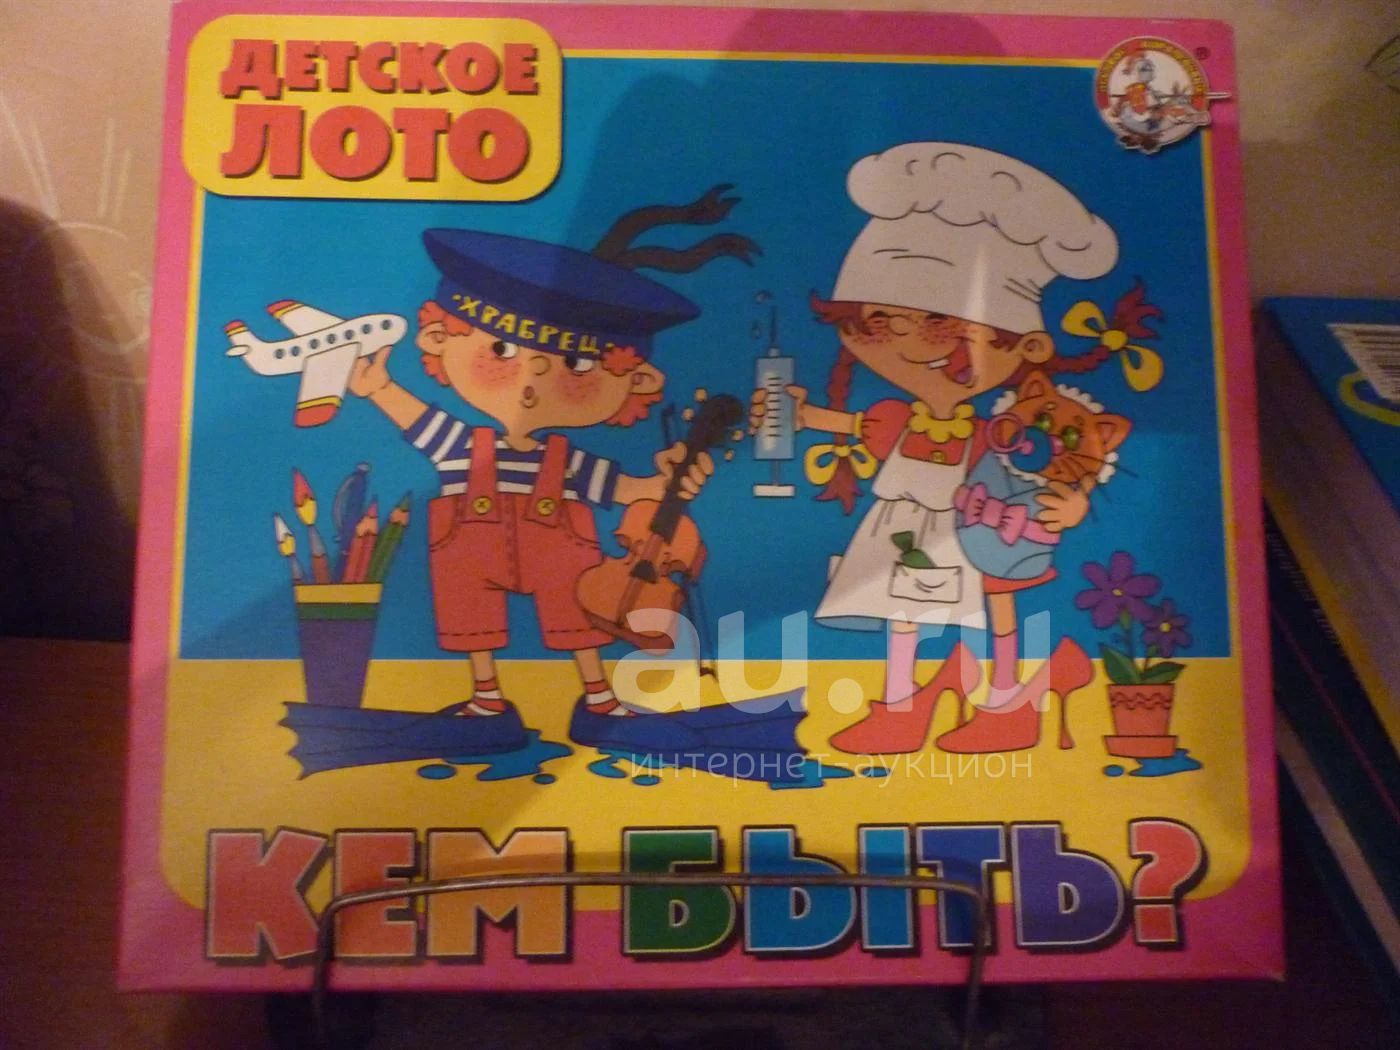 ДЕТСКОЕ
ЛОТО
®
ХРАБРЕЦ
au.ru
интернет-аукцион
КЕМ БЫТЬ?